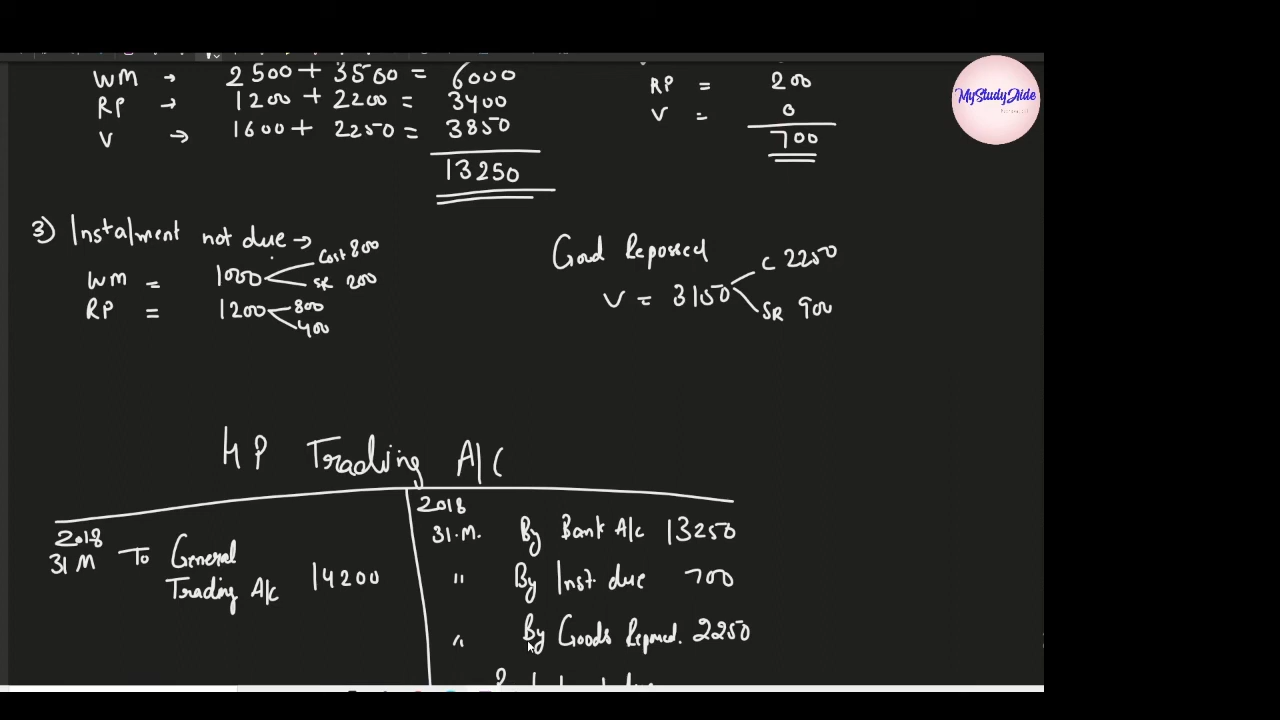 WM → 2500 + 3500 = 6000
RP → 1200 + 2200 = 3400
V → 1600 + 2250 = 3850
13250
RP = 200
V = 0
700
MyStudyJide
3) Instalment not due →
WM = 1000 Cost 800
SR 200
RP = 1200 800
400
Good Repossed
V = 3150 C 2250
SR 900
HP Trading A/C
2018
31 M To General
Trading A/c 14200
2018
31. M. By Bank A/c 13250
" By Inst. due 700
" By Goods Reposed. 2250